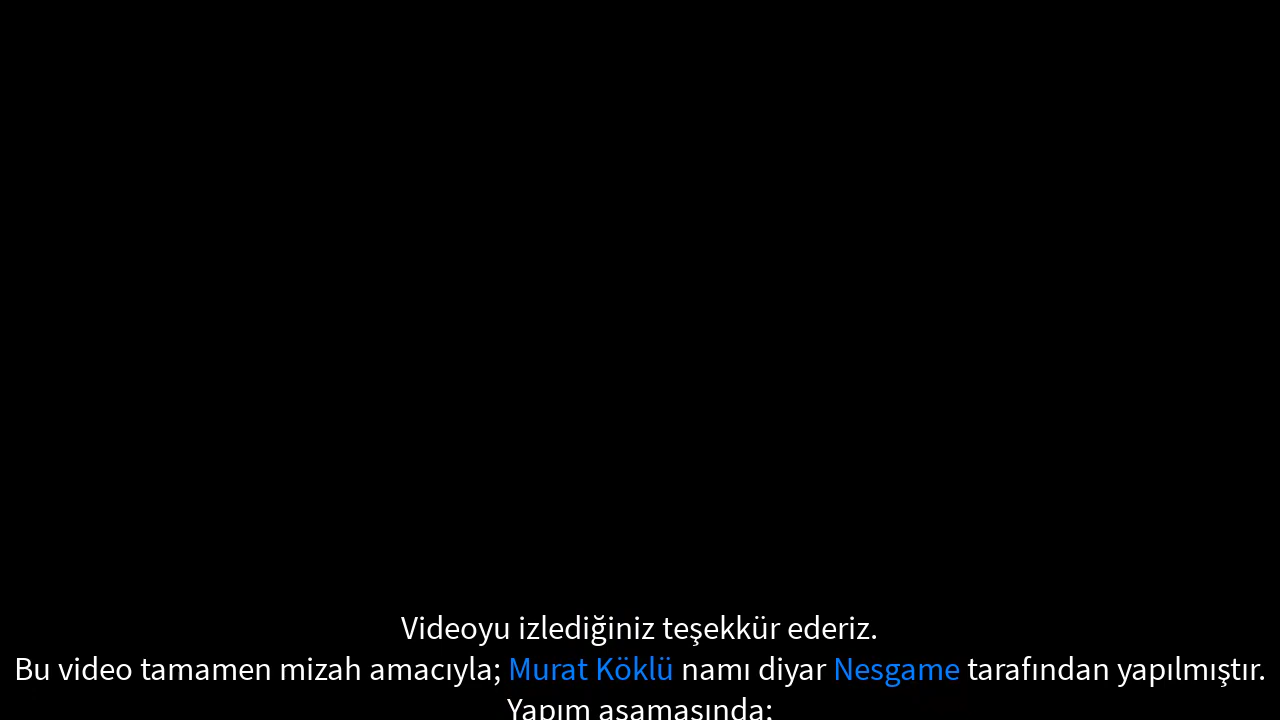 Videoyu izlediğiniz teşekkür ederiz.
Bu video tamamen mizah amacıyla; Murat Köklü namı diyar Nesgame tarafından yapılmıştır.
Yapım aşamasında;